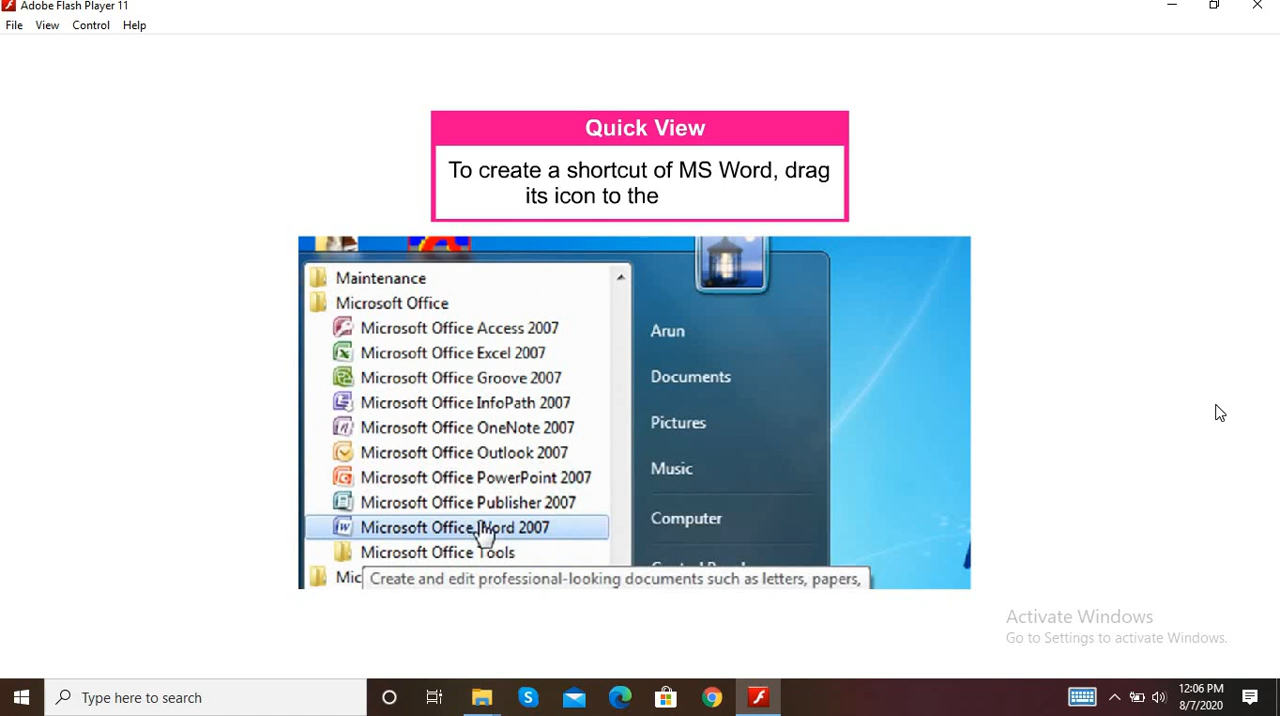 Adobe Flash Player 11
File View Control Help
Quick View
To create a shortcut of MS Word, drag
its icon to the
Maintenance
Microsoft Office
Microsoft Office Access 2007
Microsoft Office Excel 2007
Microsoft Office Groove 2007
Microsoft Office InfoPath 2007
Microsoft Office OneNote 2007
Microsoft Office Outlook 2007
Microsoft Office PowerPoint 2007
Microsoft Office Publisher 2007
Microsoft Office Word 2007
Microsoft Office Tools
Mic
Create and edit professional-looking documents such as letters, papers,
Arun
Documents
Pictures
Music
Computer
Activate Windows
Go to Settings to activate Windows.
Type here to search
12:06 PM
8/7/2020